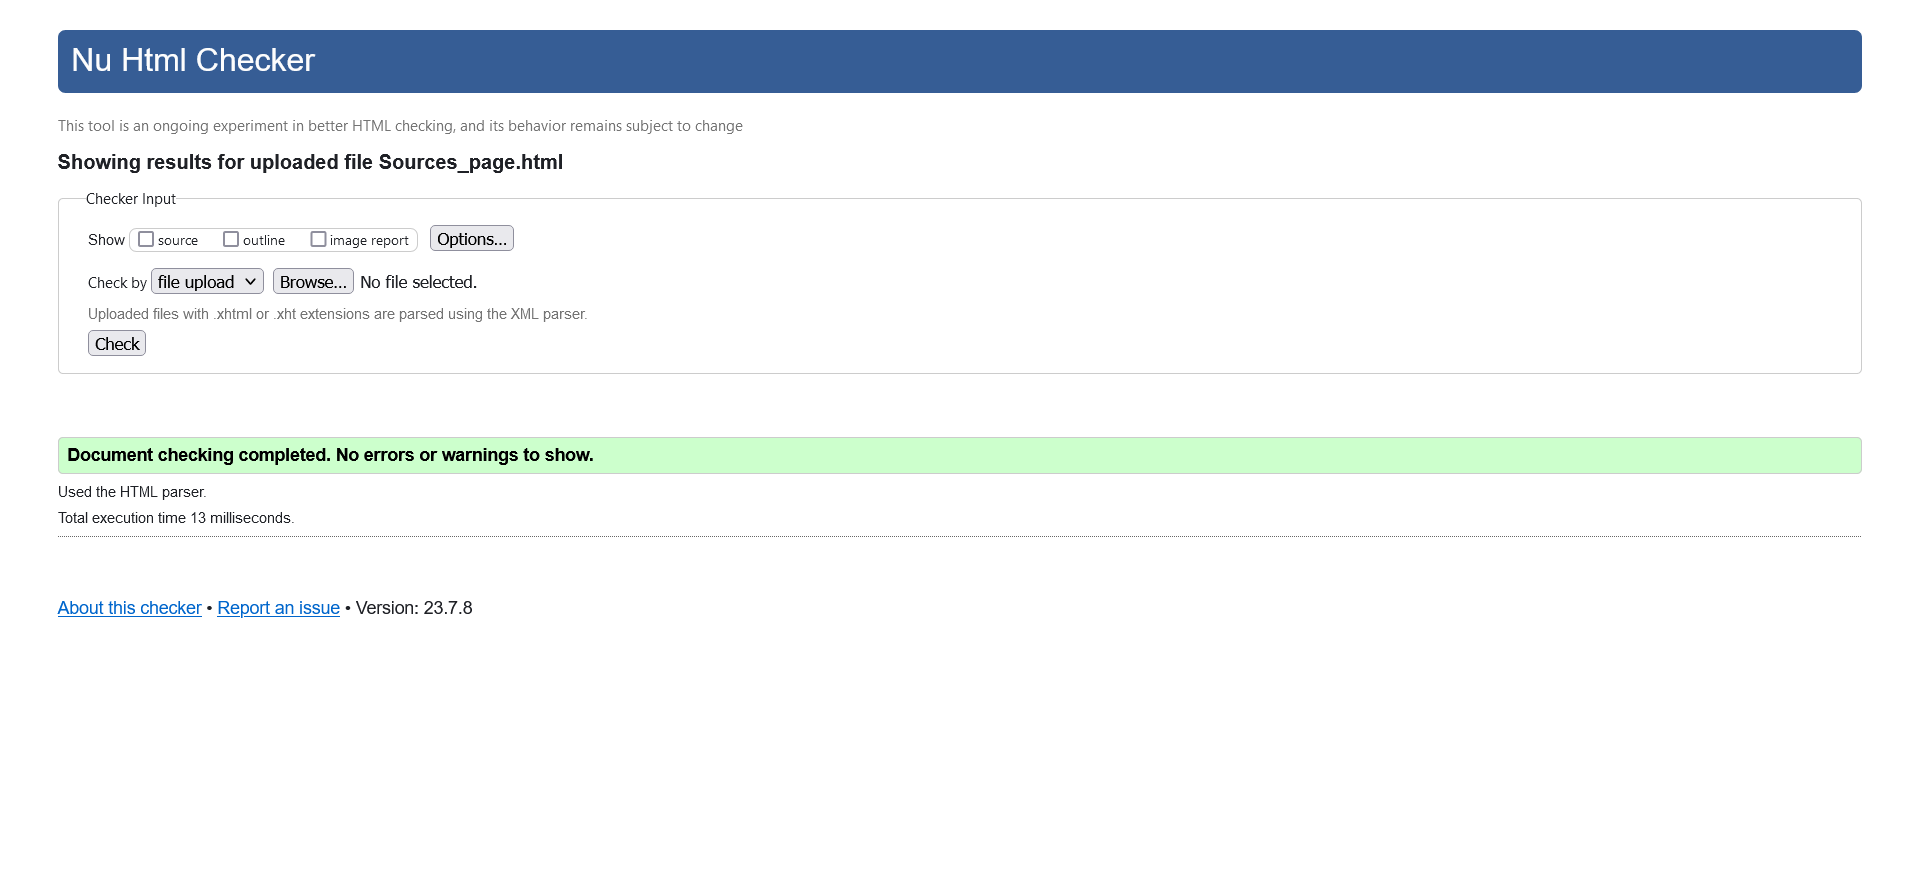 Nu Html Checker
This tool is an ongoing experiment in better HTML checking, and its behavior remains subject to change
Showing results for uploaded file Sources_page.html
Checker Input
Show source outline image report Options...
Check by file upload Browse... No file selected.
Uploaded files with .xhtml or .xht extensions are parsed using the XML parser.
Check
Document checking completed. No errors or warnings to show.
Used the HTML parser.
Total execution time 13 milliseconds.
About this checker • Report an issue • Version: 23.7.8